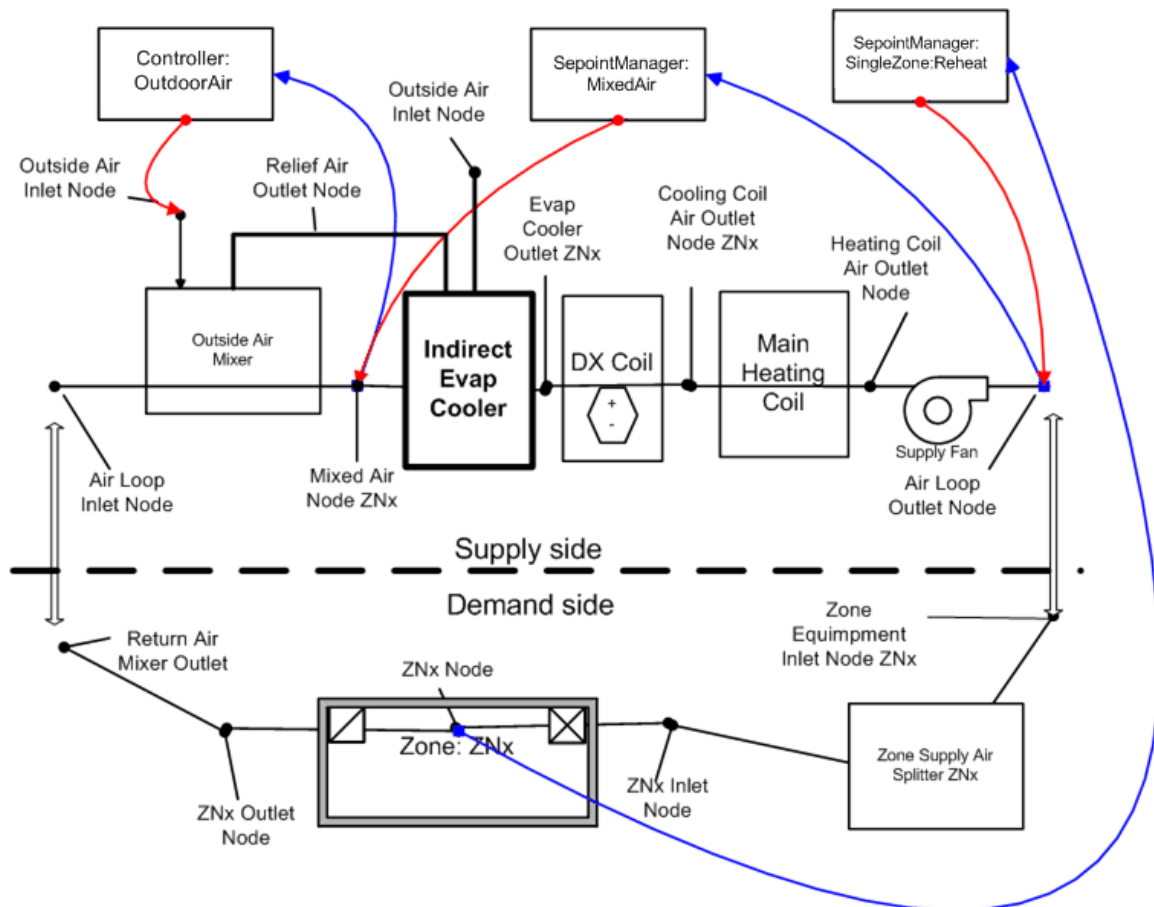 Controller:
OutdoorAir
SepointManager:
MixedAir
SepointManager:
SingleZone:Reheat
Outside Air
Inlet Node
Outside Air
Inlet Node
Relief Air
Outlet Node
Evap
Cooler
Outlet ZNx
Cooling Coil
Air Outlet
Node ZNx
Heating Coil
Air Outlet
Node
Outside Air
Mixer
Indirect
Evap
Cooler
DX Coil
+
-
Main
Heating
Coil
Supply Fan
Air Loop
Inlet Node
Mixed Air
Node ZNx
Air Loop
Outlet Node
Supply side
Demand side
Return Air
Mixer Outlet
ZNx Node
Zone
Equimpment
Inlet Node ZNx
Zone: ZNx
ZNx Outlet
Node
ZNx Inlet
Node
Zone Supply Air
Splitter ZNx